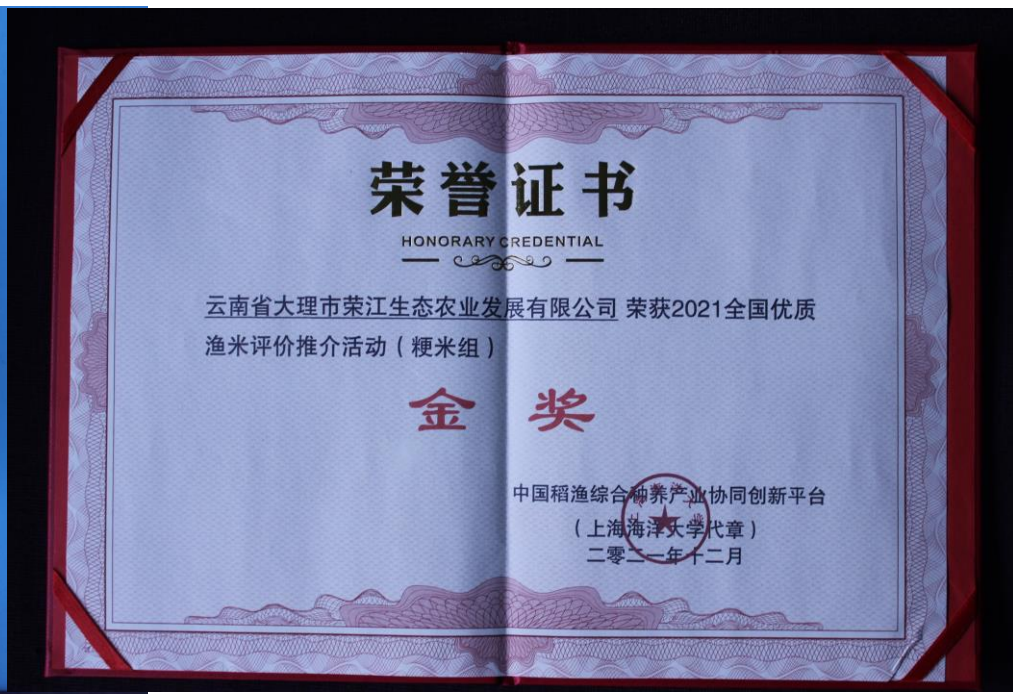 荣誉证书
HONORARY CREDENTIAL
云南省大理市荣江生态农业发展有限公司 荣获2021全国优质
渔米评价推介活动（粳米组）
金奖
中国稻渔综合种养产业协同创新平台
（上海海洋大学代章）
二零二一年十二月